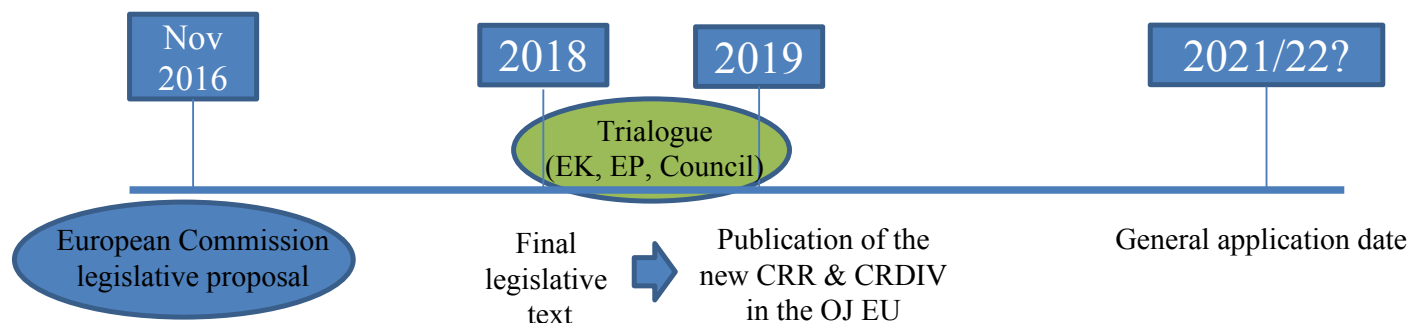 Nov
2016
2018
2019
2021/22?
Trialogue
(EK, EP, Council)
European Commission
legislative proposal
Final
legislative
text
Publication of the
new CRR & CRDIV
in the OJ EU
General application date